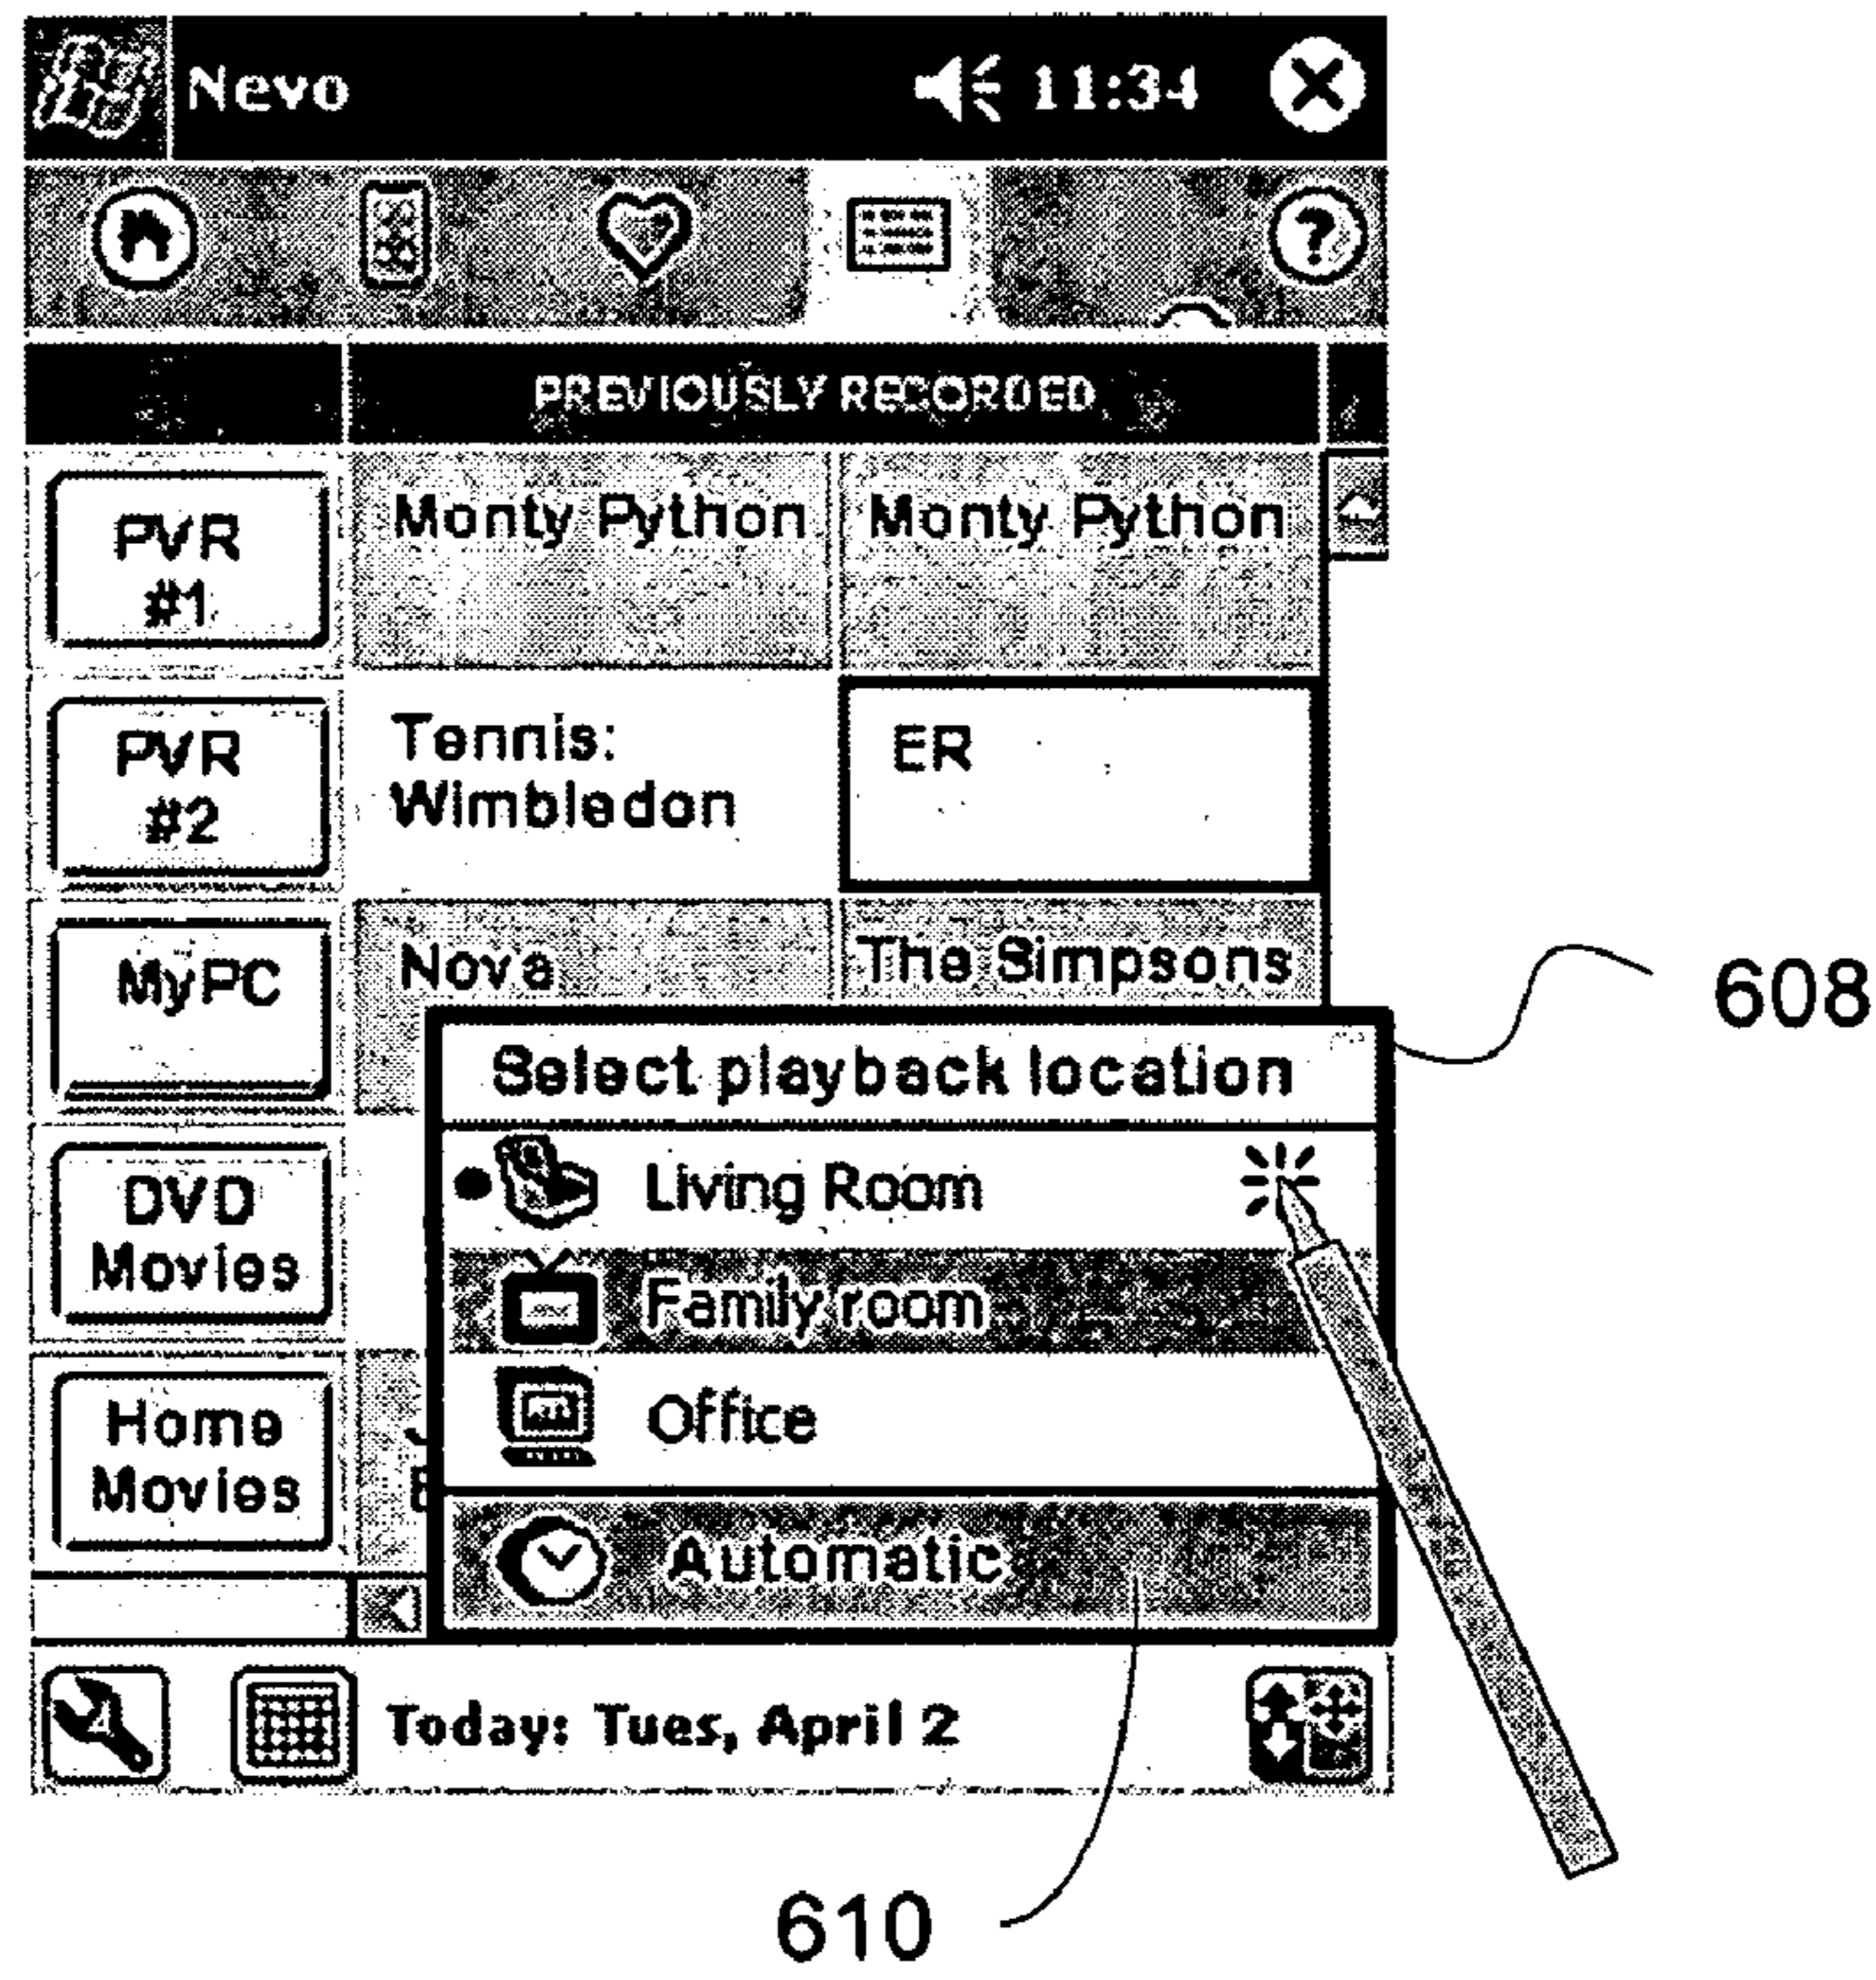 Nevo 11:34
PREVIOUSLY RECORDED
PVR
#1
Monty Python
Monty Python
PVR
#2
Tennis:
Wimbledon
ER
MyPC
Nova
The Simpsons
608
Select playback location
Living Room
DVD
Movies
Family room
Home
Movies
Office
Automatic
Today: Tues, April 2
610